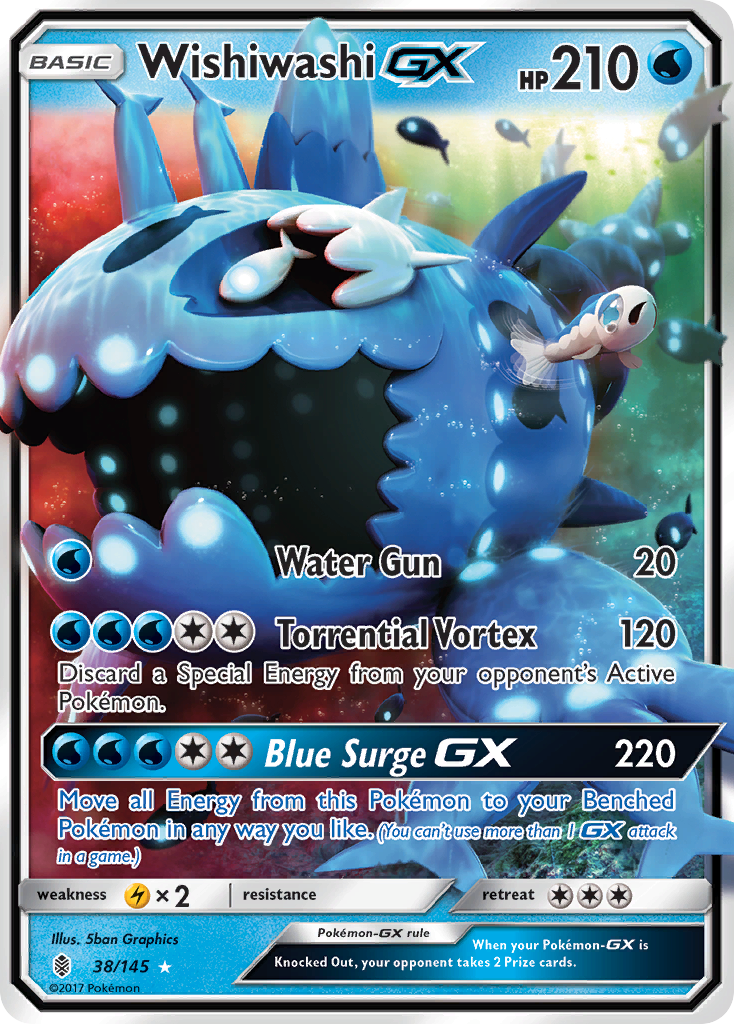 BASIC Wishiwashi GX HP 210
Water Gun 20
Torrential Vortex 120
Discard a Special Energy from your opponent's Active
Pokémon.
Blue Surge GX 220
Move all Energy from this Pokémon to your Benched
Pokémon in any way you like. (You can't use more than 1 GX attack
in a game.)
weakness ×2 resistance retreat
Illus. 5ban Graphics
38/145
©2017 Pokémon
Pokémon-GX rule
When your Pokémon-GX is
Knocked Out, your opponent takes 2 Prize cards.